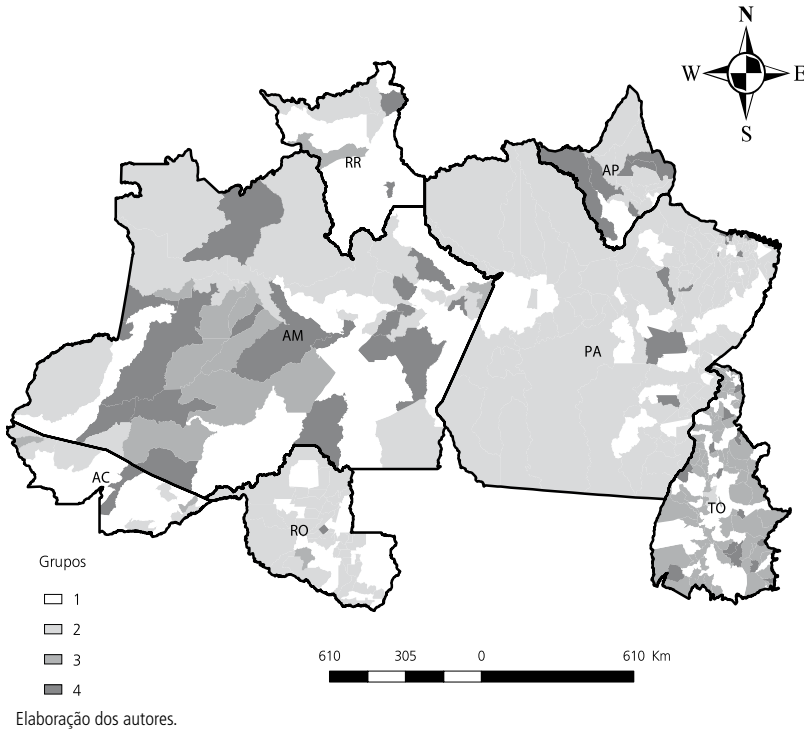 N
W E
S
RR
AP
AM
PA
AC
TO
RO
Grupos
1
2
3
4
610 305 0 610 Km
Elaboração dos autores.